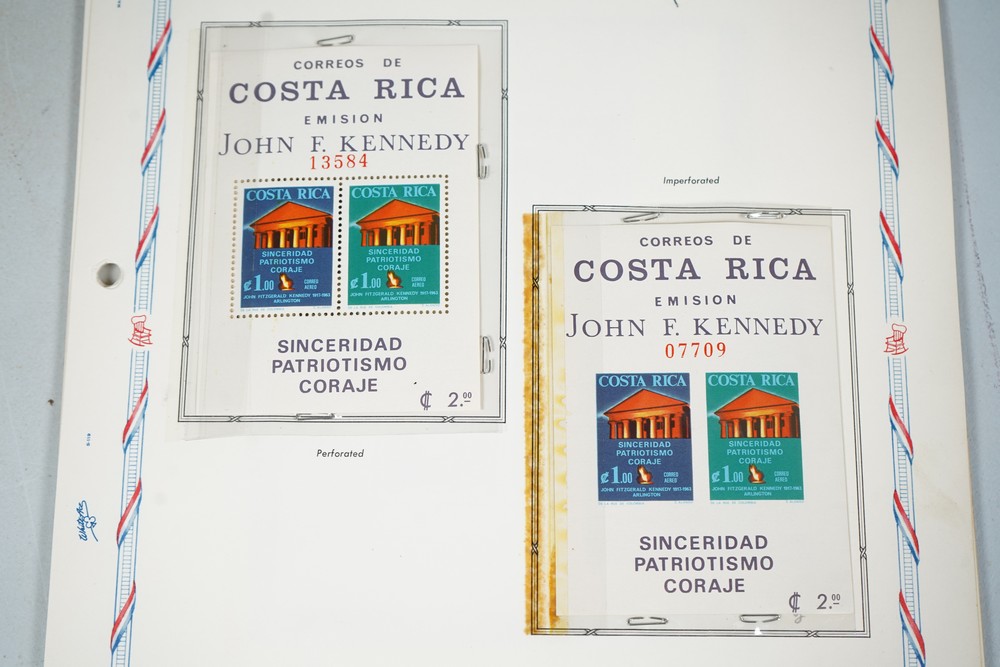 CORREOS DE
COSTA RICA
EMISION
JOHN F. KENNEDY
13584
COSTA RICA
SINCERIDAD
PATRIOTISMO
CORAJE
₡1.00
CORREO
AEREO
JOHN FITZGERALD KENNEDY 1917-1963
ARLINGTON
COSTA RICA
SINCERIDAD
PATRIOTISMO
CORAJE
₡1.00
CORREO
AEREO
JOHN FITZGERALD KENNEDY 1917-1963
ARLINGTON
SINCERIDAD
PATRIOTISMO
CORAJE
₡ 2.00
Perforated
Imperforated
CORREOS DE
COSTA RICA
EMISION
JOHN F. KENNEDY
07709
COSTA RICA
SINCERIDAD
PATRIOTISMO
CORAJE
₡1.00
CORREO
AEREO
JOHN FITZGERALD KENNEDY 1917-1963
ARLINGTON
COSTA RICA
SINCERIDAD
PATRIOTISMO
CORAJE
₡1.00
CORREO
AEREO
JOHN FITZGERALD KENNEDY 1917-1963
ARLINGTON
SINCERIDAD
PATRIOTISMO
CORAJE
₡ 2.00